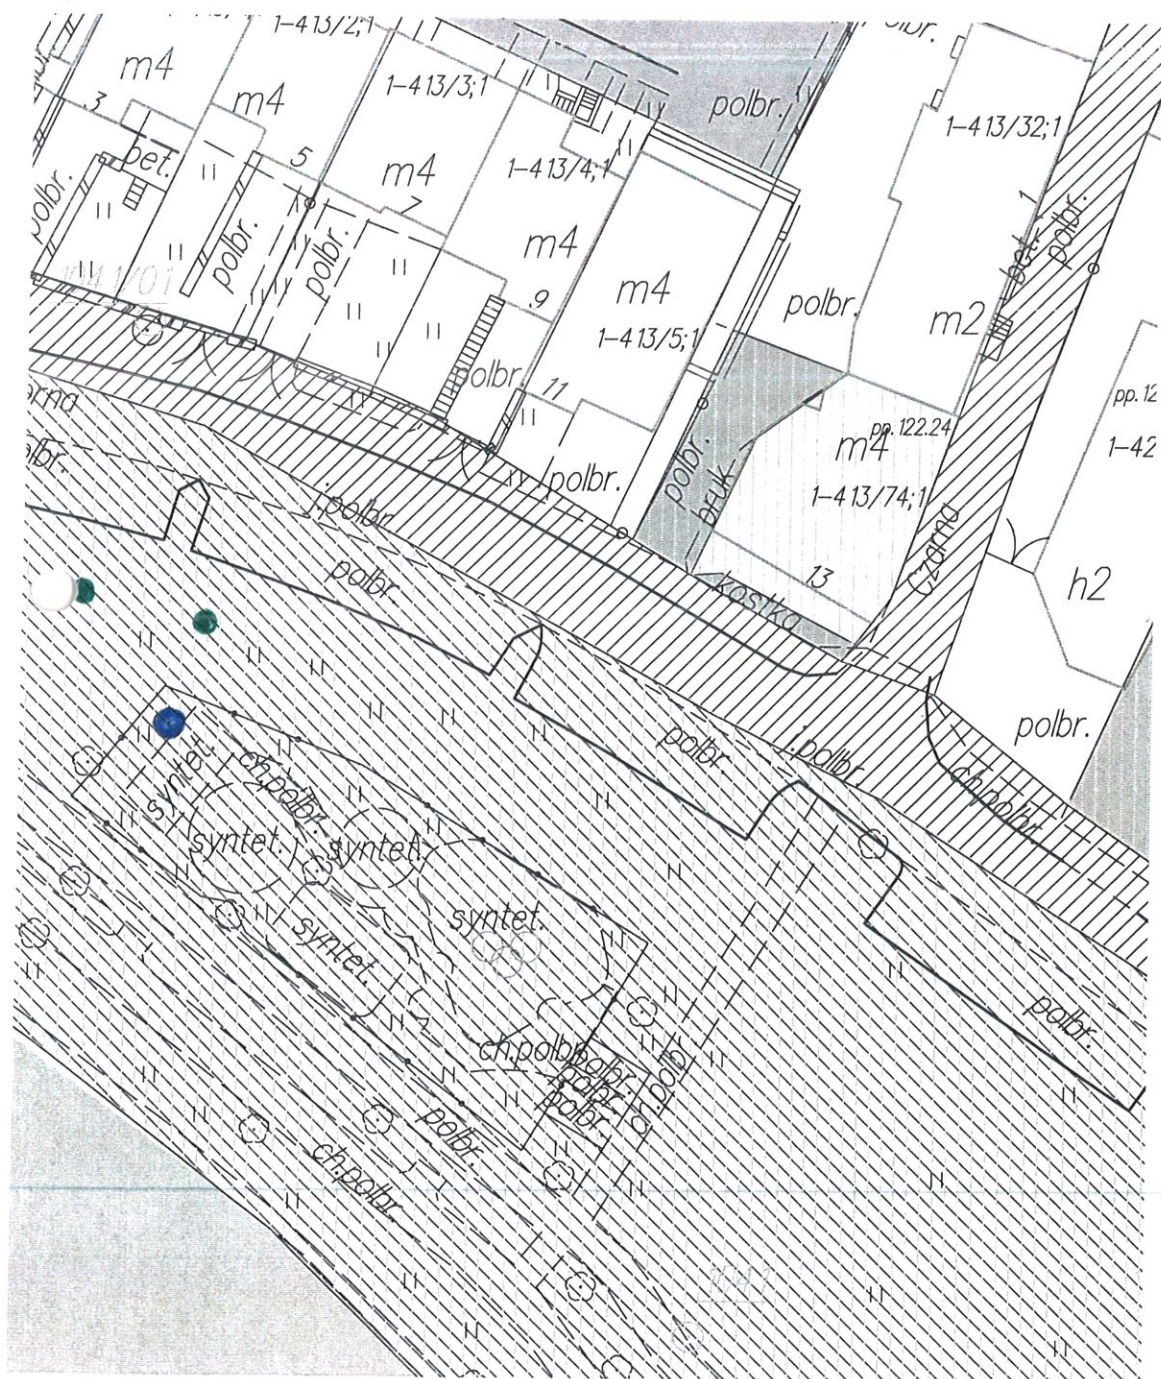 1-413/2;1
m4
m4
1-413/3;1
polbr.
1-413/32;1
3
5
bet.
m4
1-413/4;1
7
polbr.
polbr.
polbr.
m4
bet.
1
polbr.
1041/01
m4
polbr.
m2
1-413/5;1
9
polbr.
11
pp. 12
pp. 122.24
m4
1-42
polbr.
polbr.
bruk
1-413/74;1
j.polbr.
Czarna
polbr.
13
kostka
h2
polbr.
polbr.
j.polbr.
syntet.
ch.polbr.
ch.polbr.
syntet.
syntet.
syntet.
syntet.
polbr.
ch.polbr.
polbr.
polbr.
polbr.
ch.polbr.
polbr.
ch.polbr.